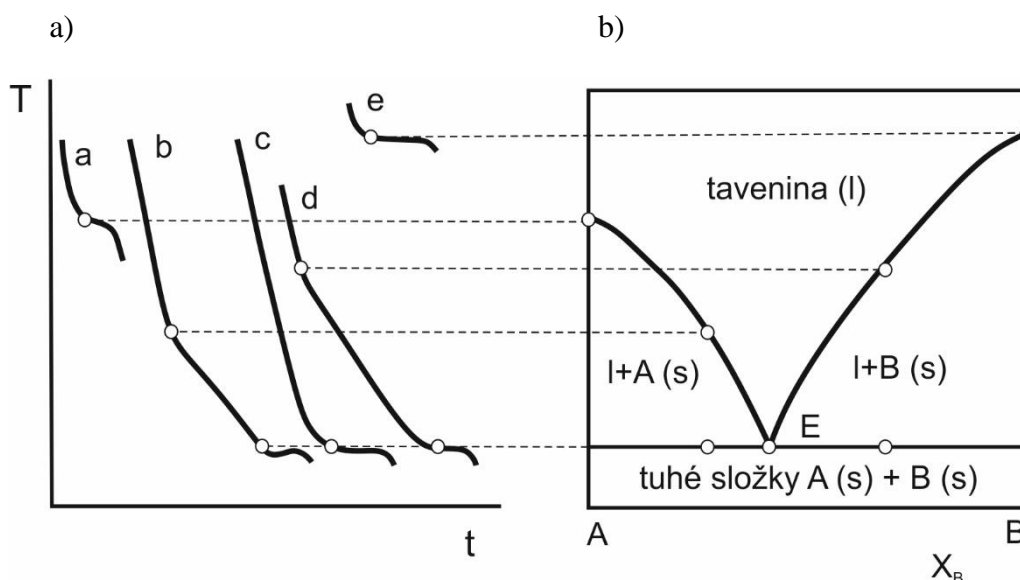 a)
b)
T
a
b
c
d
e
t
tavenina (l)
l+A (s)
l+B (s)
E
tuhé složky A (s) + B (s)
A
B
X_B